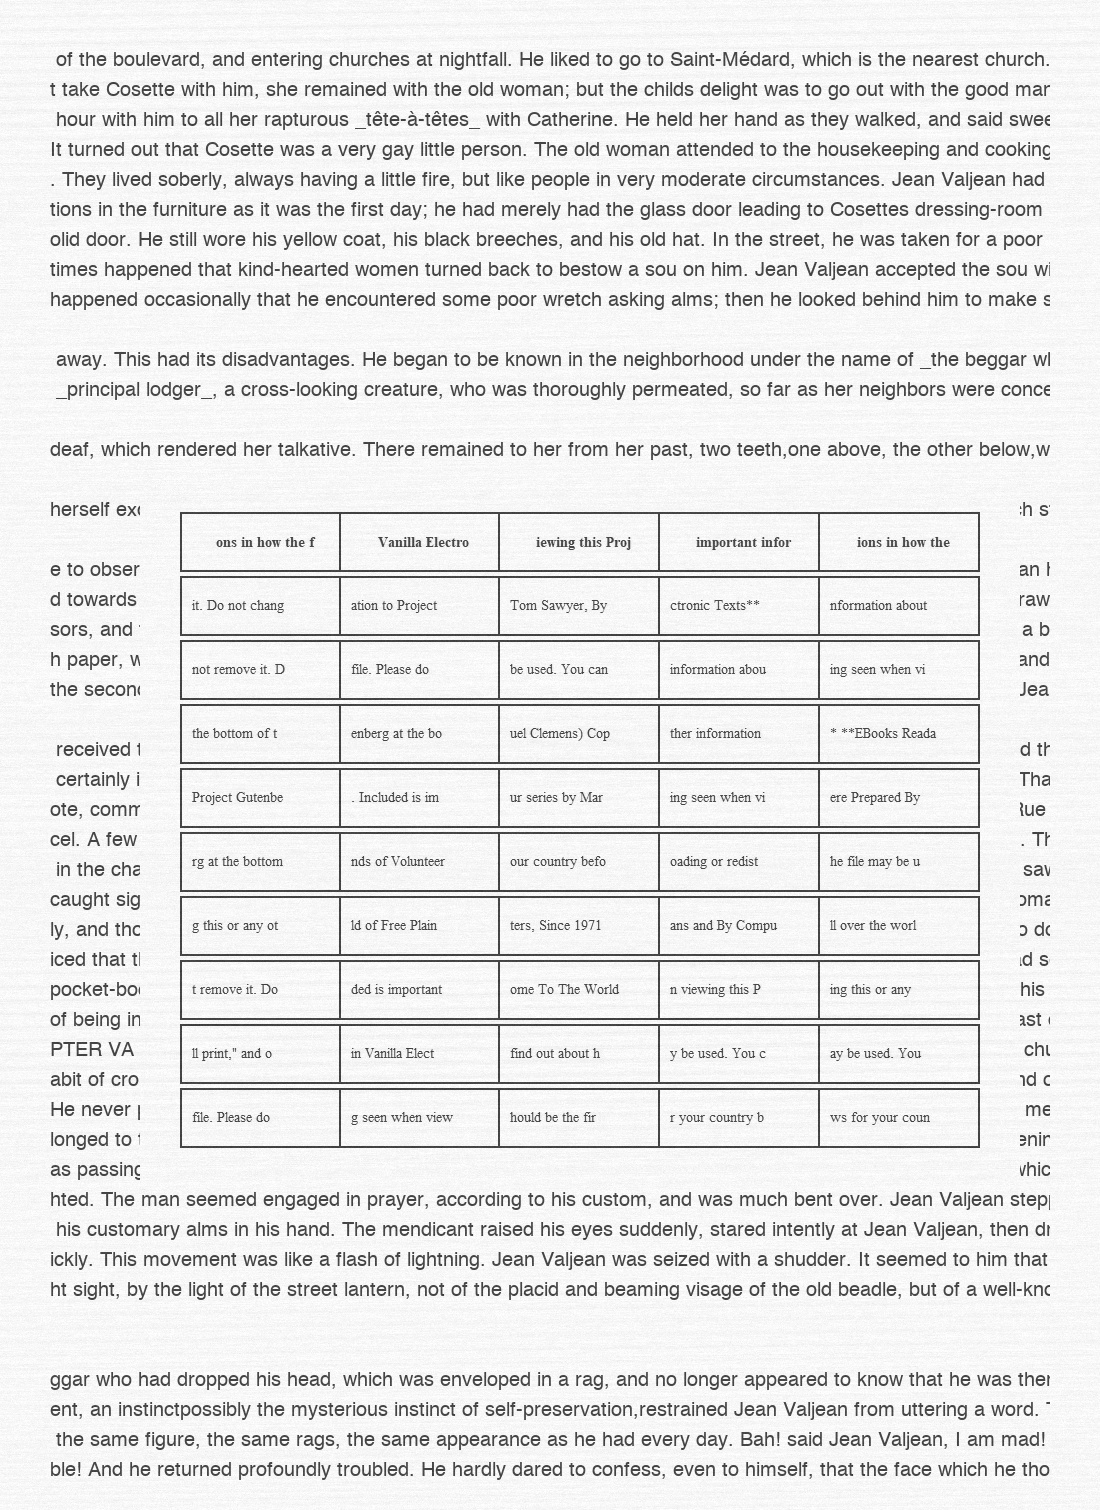 of the boulevard, and entering churches at nightfall. He liked to go to Saint-Médard, which is the nearest church.
t take Cosette with him, she remained with the old woman; but the childs delight was to go out with the good
hour with him to all her rapturous _tête-à-têtes_ with Catherine. He held her hand as they walked, and said
It turned out that Cosette was a very gay little person. The old woman attended to the housekeeping and cooking
. They lived soberly, always having a little fire, but like people in very moderate circumstances. Jean Valjean had
tions in the furniture as it was the first day; he had merely had the glass door leading to Cosettes dressing-room
olid door. He still wore his yellow coat, his black breeches, and his old hat. In the street, he was taken for a poor
times happened that kind-hearted women turned back to bestow a sou on him. Jean Valjean accepted the sou wi
happened occasionally that he encountered some poor wretch asking alms; then he looked behind him to make s
away. This had its disadvantages. He began to be known in the neighborhood under the name of _the beggar
_principal lodger_, a cross-looking creature, who was thoroughly permeated, so far as her neighbors were conce
deaf, which rendered her talkative. There remained to her from her past, two teeth,one above, the other below,w
herself
ons in how the f Vanilla Electro iewing this Proj important infor ions in how the
e to obser an
it. Do not chang ation to Project Tom Sawyer, By ctronic Texts** nformation about
d towards raw
sors, and a b
h paper, w and
not remove it. D file. Please do be used. You can information abou ing seen when vi
the second Jea
the bottom of t enberg at the bo uel Clemens) Cop ther information * **EBooks Reada
received d th
certainly i Tha
Project Gutenbe . Included is im ur series by Mar ing seen when vi ere Prepared By
ote, comm Rue
cel. A few . Th
rg at the bottom nds of Volunteer our country befo oading or redist he file may be u
in the cha saw
caught sig oma
g this or any ot ld of Free Plain ters, Since 1971 ans and By Compu ll over the worl
ly, and tho o do
iced that
t remove it. Do ded is important ome To The World n viewing this P ing this or any
pocket-bo his
of being in ast
PTER VA chu
ll print," and o in Vanilla Elect find out about h y be used. You c ay be used. You
abit of cro nd
He never me
file. Please do g seen when view hould be the fir r your country b ws for your coun
longed to enin
as passing whic
hted. The man seemed engaged in prayer, according to his custom, and was much bent over. Jean Valjean step
his customary alms in his hand. The mendicant raised his eyes suddenly, stared intently at Jean Valjean, then dr
ickly. This movement was like a flash of lightning. Jean Valjean was seized with a shudder. It seemed to him that
ht sight, by the light of the street lantern, not of the placid and beaming visage of the old beadle, but of a well-kno
ggar who had dropped his head, which was enveloped in a rag, and no longer appeared to know that he was
ent, an instinctpossibly the mysterious instinct of self-preservation,restrained Jean Valjean from uttering a word.
the same figure, the same rags, the same appearance as he had every day. Bah! said Jean Valjean, I am mad!
ble! And he returned profoundly troubled. He hardly dared to confess, even to himself, that the face which he tho